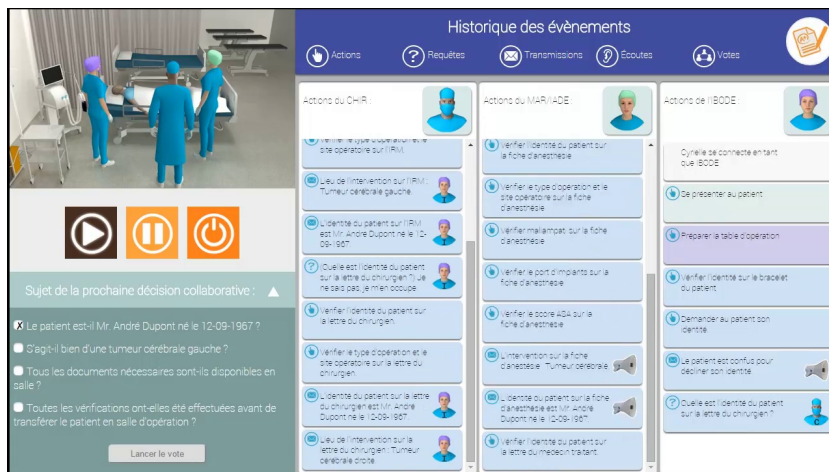 Historique des évènements
Actions
Requêtes
Transmissions
Écoutes
Votes
Actions du CHIR :
Vérifier le type d'opération et le
site opératoire sur l'IRM.
Lieu de l'intervention sur l'IRM :
Tumeur cérébrale gauche.
L'identité du patient sur l'IRM
est Mr. André Dupont né le 12-
09-1967
Quelle est l'identité du patient
sur la lettre du chirurgien ?) Je
ne sais pas, je m'en occupe.
Vérifier l'identité du patient sur
la lettre du chirurgien.
Vérifier le type d'opération et le
site opératoire sur la lettre du
chirurgien.
L'identité du patient sur la lettre
du chirurgien est Mr. André
Dupont né le 12-09-1967.
Lieu de l'intervention sur la
lettre du chirurgien : Tumeur
cérébrale droite.
Actions du MAR/IADE :
Vérifier l'identité du patient sur
la fiche d'anesthésie
Vérifier le type d'opération et le
site opératoire sur la fiche
d'anesthésie.
Vérifier mallampati sur la fiche
d'anesthésie.
Vérifier le port d'implants sur la
fiche d'anesthésie.
Vérifier le score ASA sur la
fiche d'anesthésie
L'intervention sur la fiche
d'anestésie : Tumeur cérébrale.
L'identité du patient sur la fiche
d'anesthésie est Mr. André
Dupont né le 12-09-1967.
Vérifier l'identité du patient sur
la lettre du médecin traitant.
Actions de l'IBODE :
Cyrielle se connecte en tant
que IBODE
Se présenter au patient
Préparer la table d'opération
Vérifier l'identité sur le bracelet
du patient.
Demander au patient son
identité.
Le patient est confus pour
décliner son identité.
Quelle est l'identité du patient
sur la lettre du chirurgien ?
C
Sujet de la prochaine décision collaborative :
X Le patient est-il Mr. André Dupont né le 12-09-1967 ?
S'agit-il bien d'une tumeur cérébrale gauche ?
Tous les documents nécessaires sont-ils disponibles en
salle ?
Toutes les vérifications ont-elles été effectuées avant de
transférer le patient en salle d'opération ?
Lancer le vote